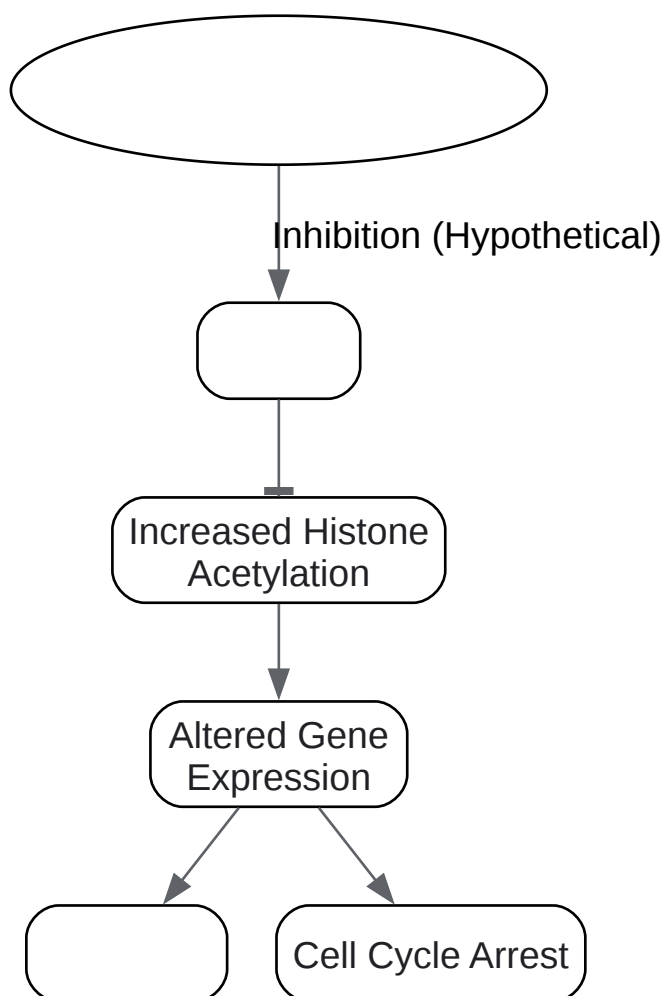 Inhibition (Hypothetical)
Increased Histone
Acetylation
Altered Gene
Expression
Cell Cycle Arrest